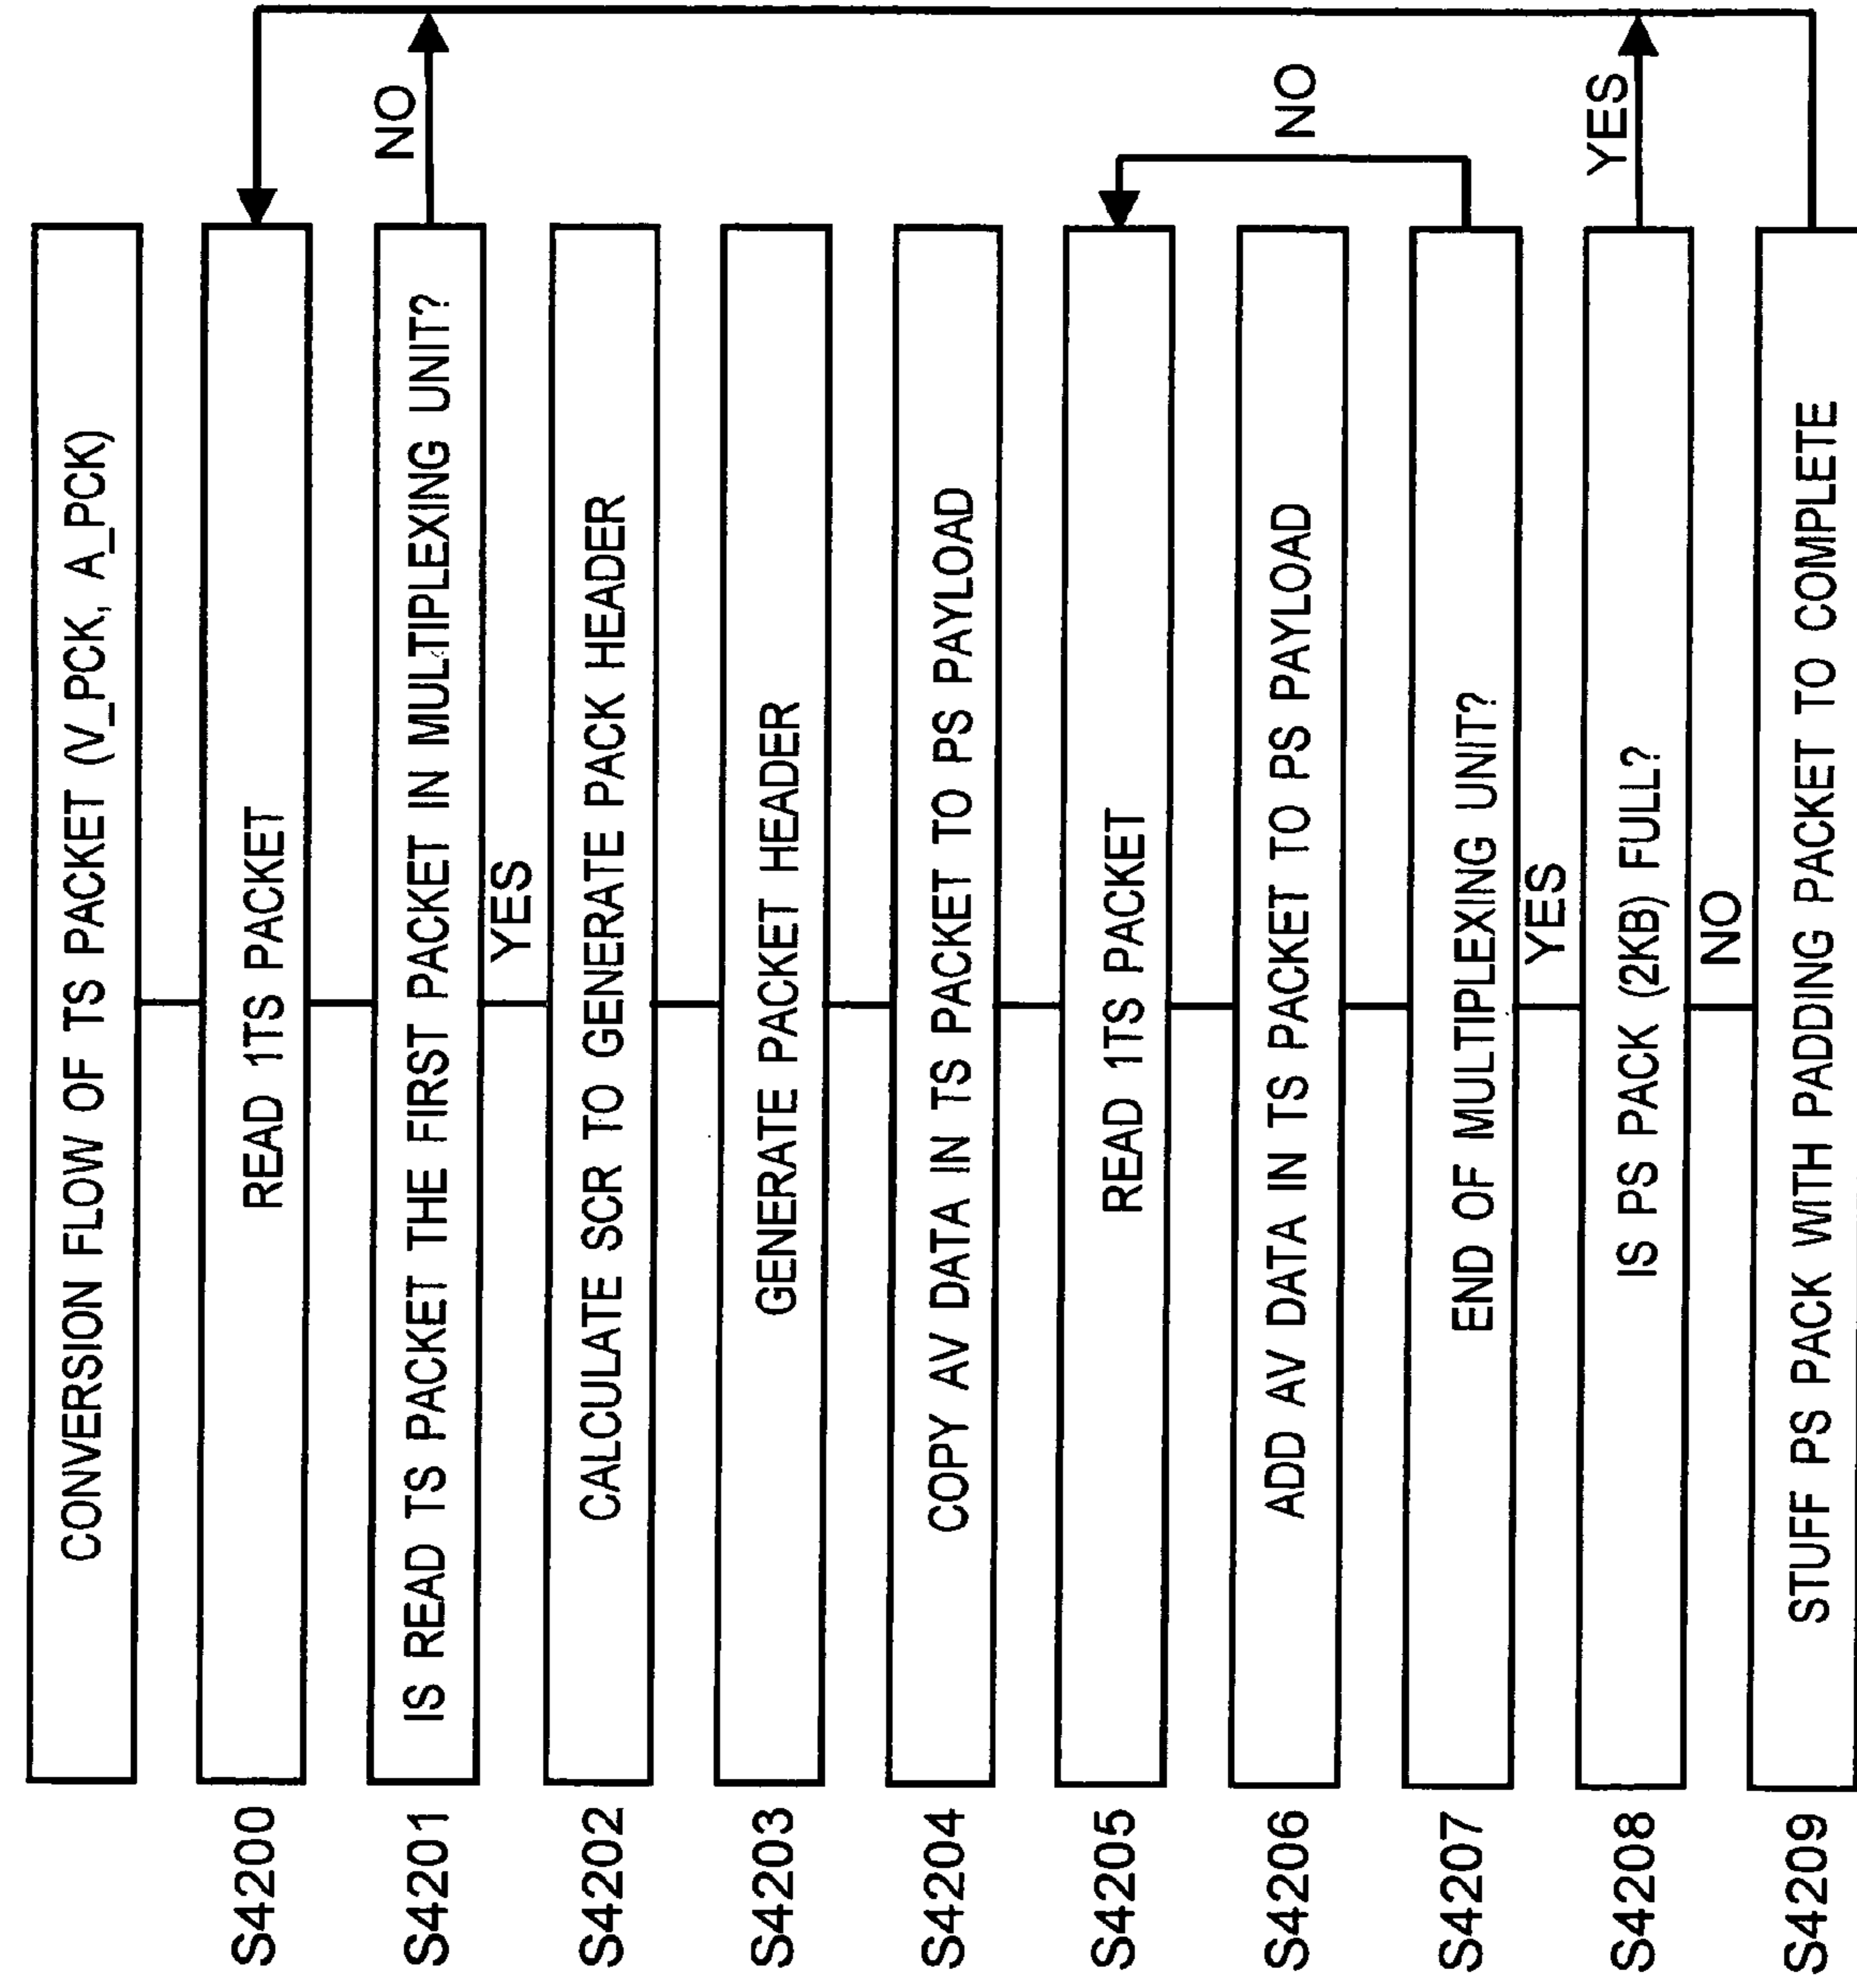 CONVERSION FLOW OF TS PACKET (V_PCK, A_PCK)
S4200
READ 1TS PACKET
S4201
IS READ TS PACKET THE FIRST PACKET IN MULTIPLEXING UNIT?
NO
YES
S4202
CALCULATE SCR TO GENERATE PACK HEADER
S4203
GENERATE PACKET HEADER
S4204
COPY AV DATA IN TS PACKET TO PS PAYLOAD
S4205
READ 1TS PACKET
S4206
ADD AV DATA IN TS PACKET TO PS PAYLOAD
NO
S4207
END OF MULTIPLEXING UNIT?
YES
S4208
IS PS PACK (2KB) FULL?
YES
NO
S4209
STUFF PS PACK WITH PADDING PACKET TO COMPLETE